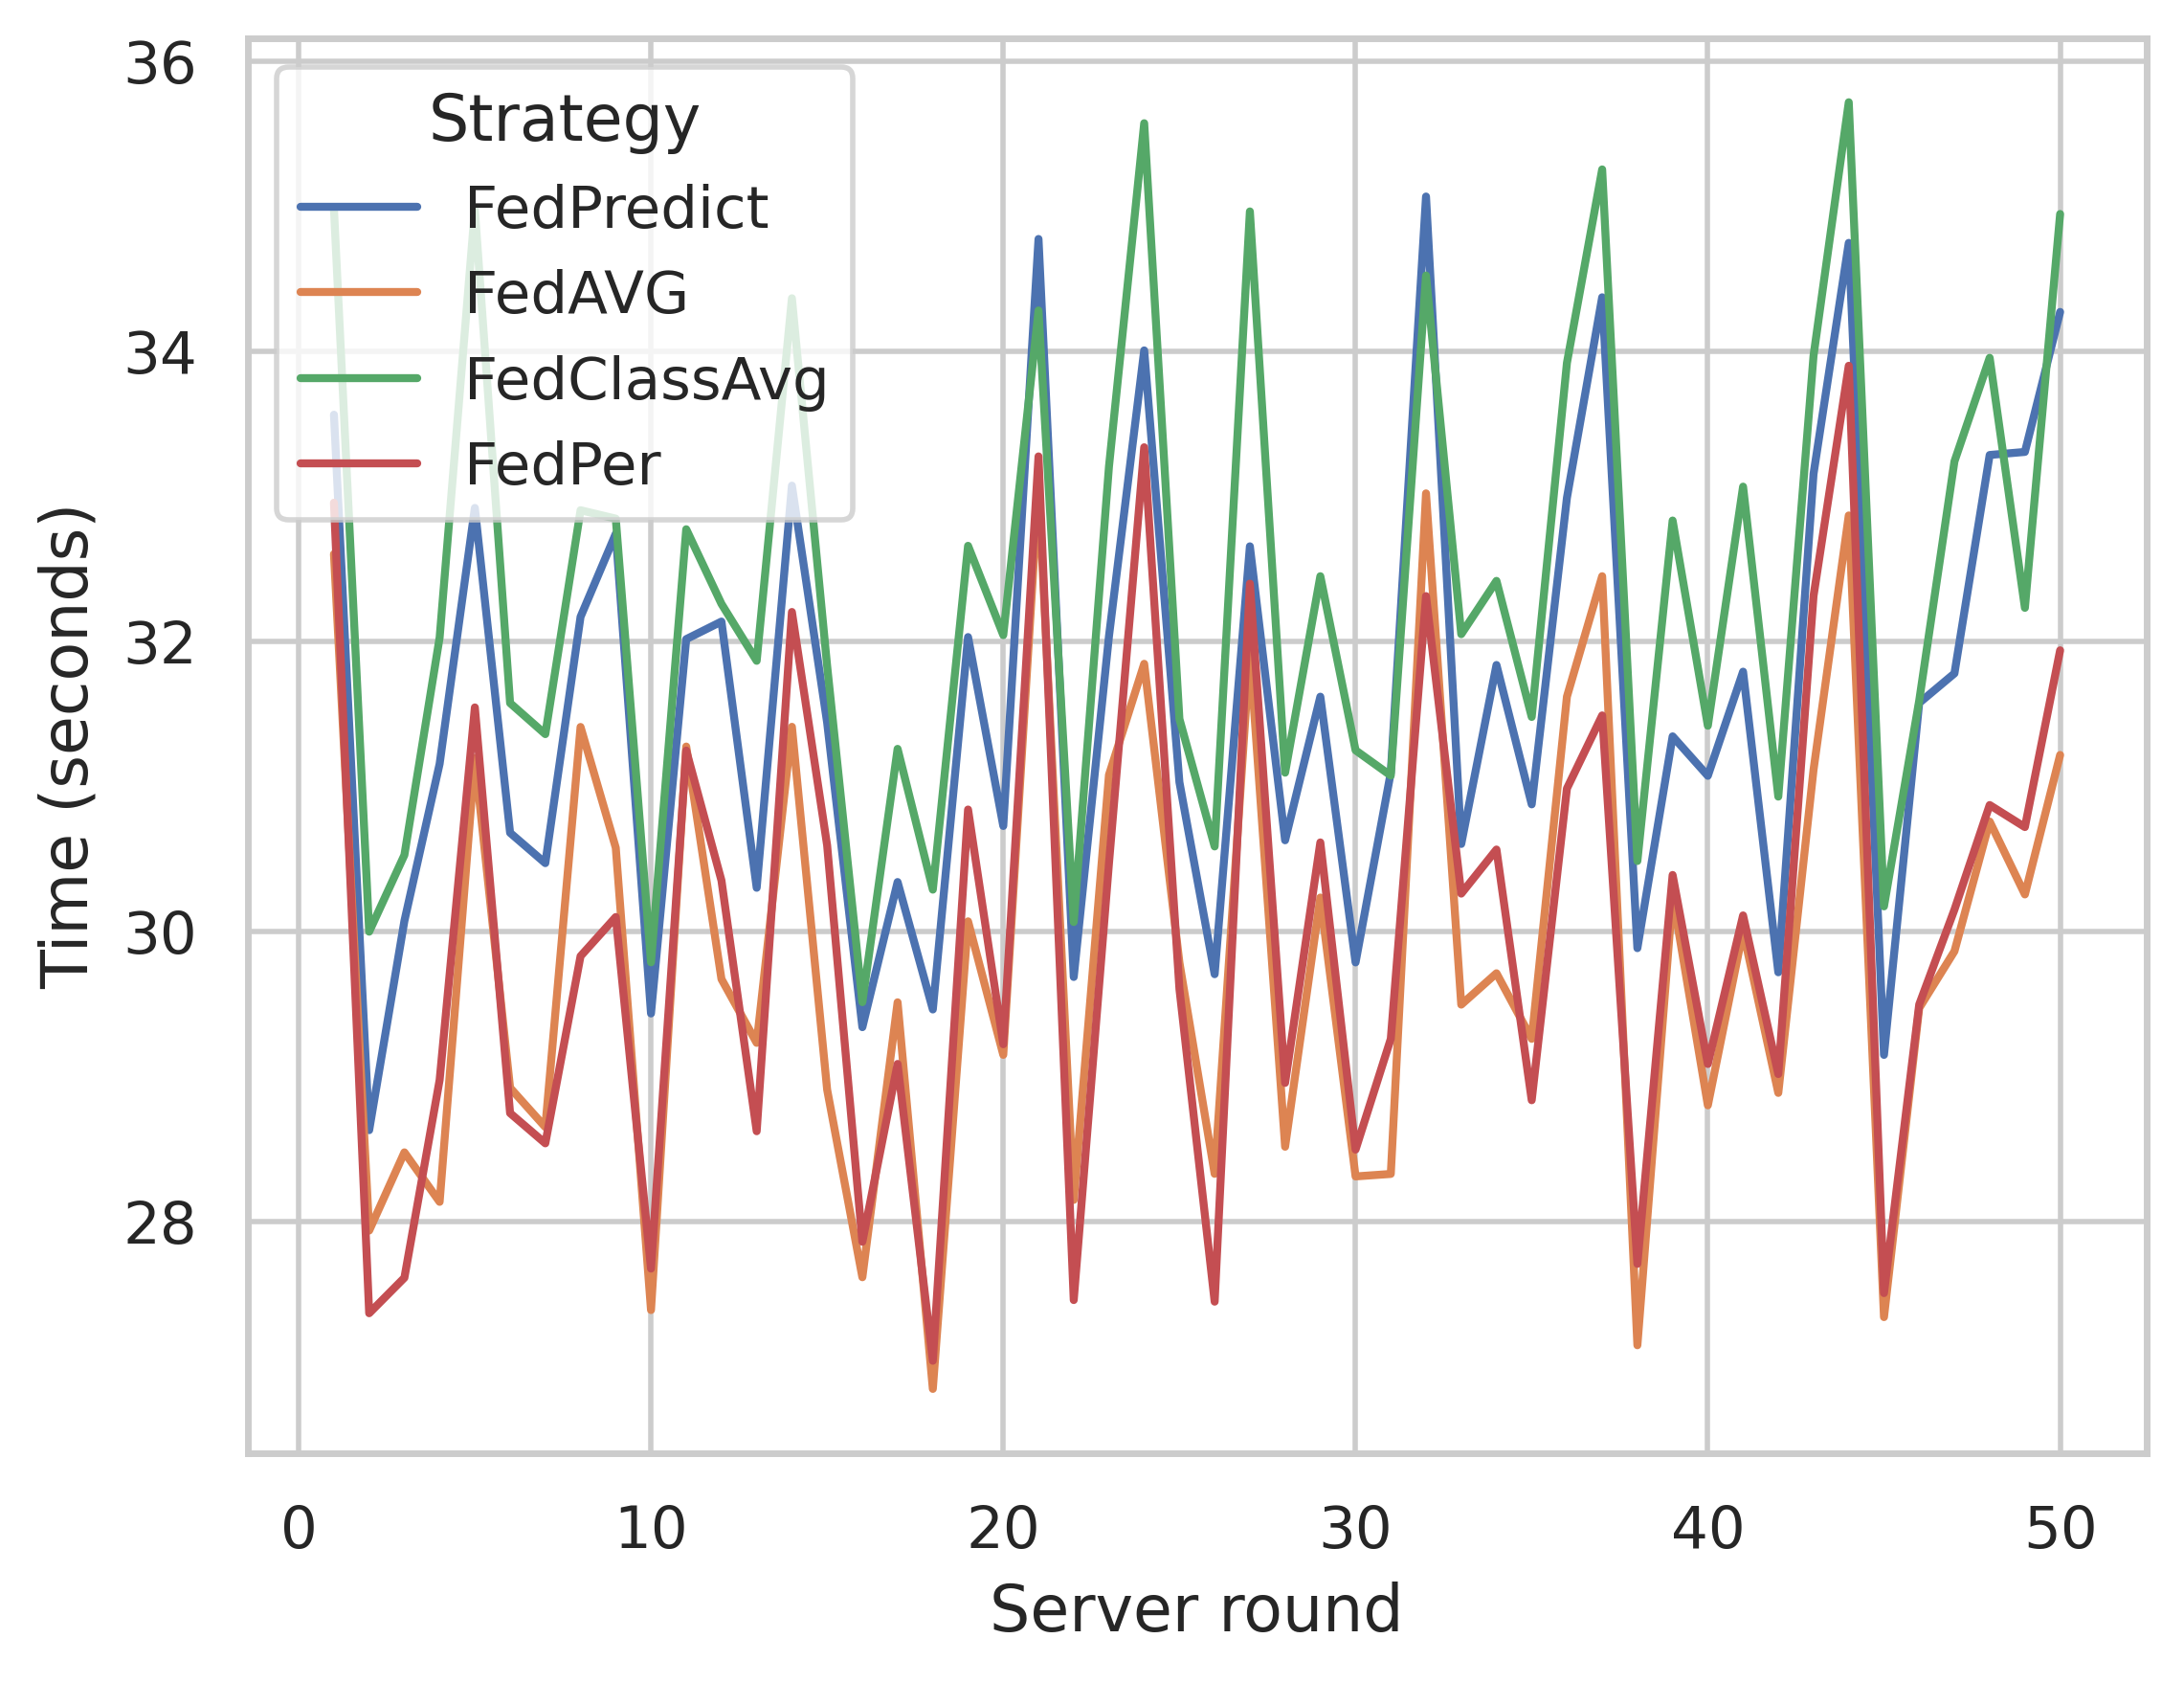 Strategy
FedPredict
FedAVG
FedClassAvg
FedPer
36
34
32
30
28
Time (seconds)
0 10 20 30 40 50
Server round